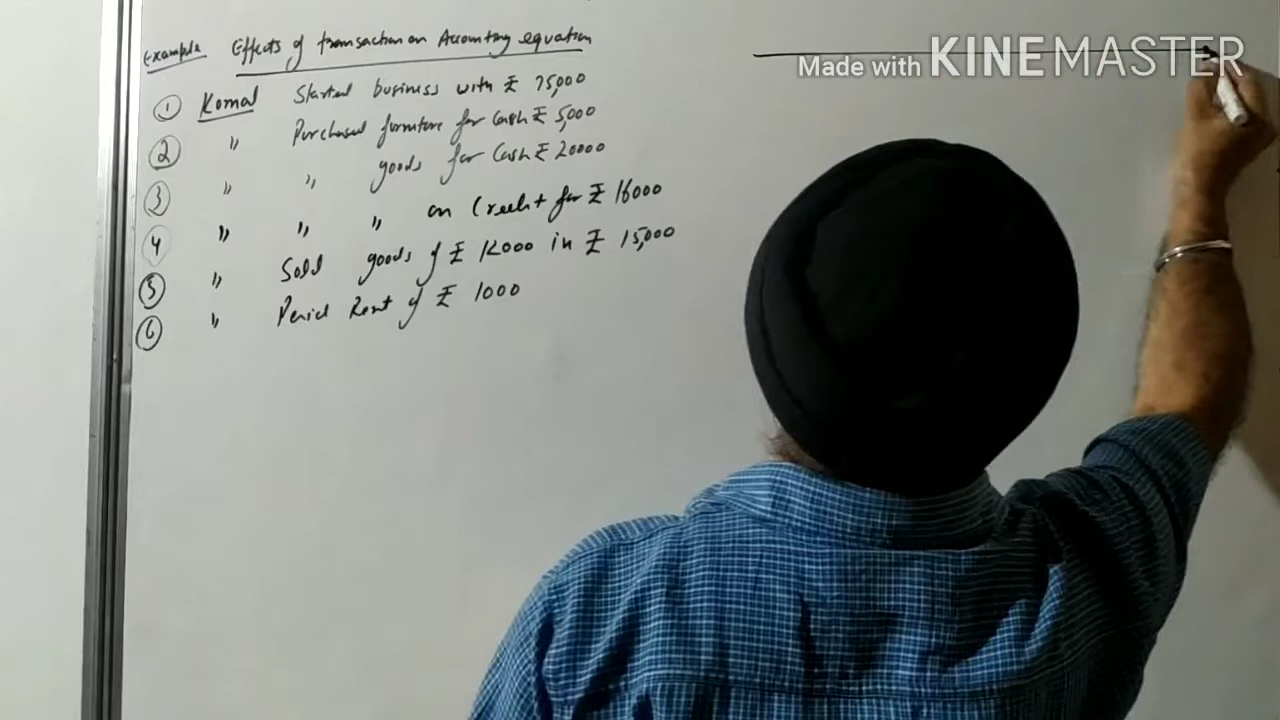 Example Effects of transaction on Accounting equation
① Komal Started business with ₹ 75,000
② " Purchased furniture for Cash ₹ 5,000
③ " " goods for Cash ₹ 20000
④ " " " on Credit for ₹ 16000
⑤ " Sold goods of ₹ 12000 in ₹ 15,000
⑥ " Paid Rent of ₹ 1000
Made with KINEMASTER